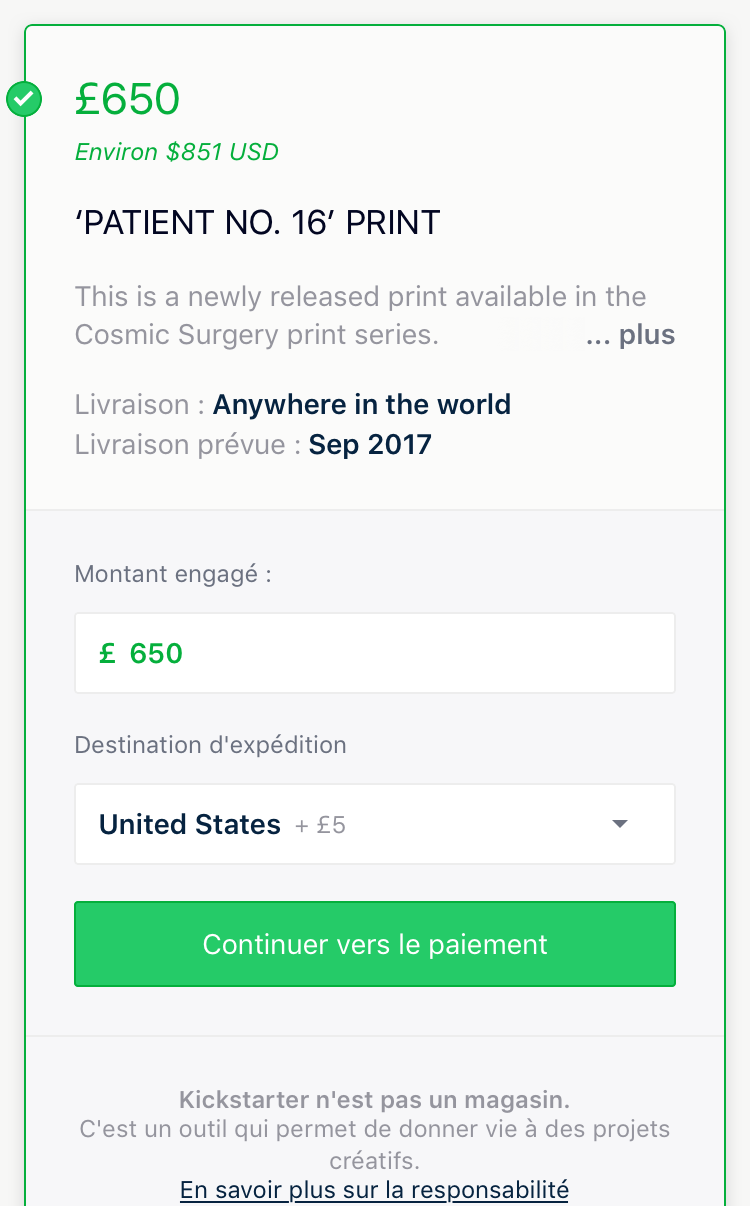 £650
Environ $851 USD
‘PATIENT NO. 16’ PRINT
This is a newly released print available in the
Cosmic Surgery print series. ... plus
Livraison : Anywhere in the world
Livraison prévue : Sep 2017
Montant engagé :
£ 650
Destination d'expédition
United States + £5
Continuer vers le paiement
Kickstarter n'est pas un magasin.
C'est un outil qui permet de donner vie à des projets
créatifs.
En savoir plus sur la responsabilité